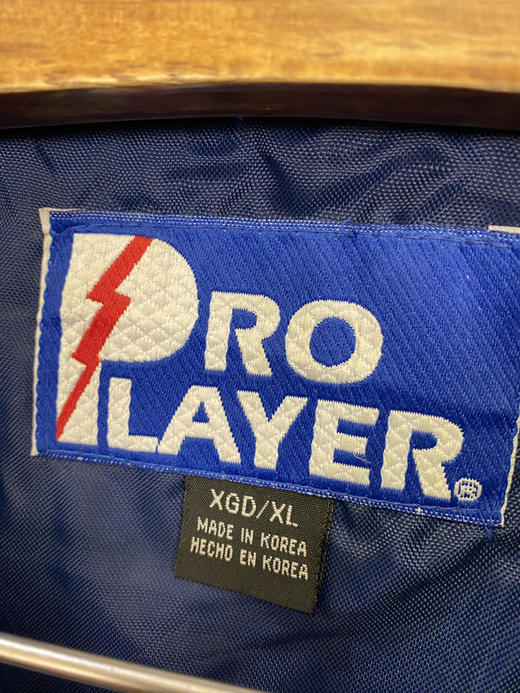 PRO
PLAYER®
XGD/XL
MADE IN KOREA
HECHO EN KOREA